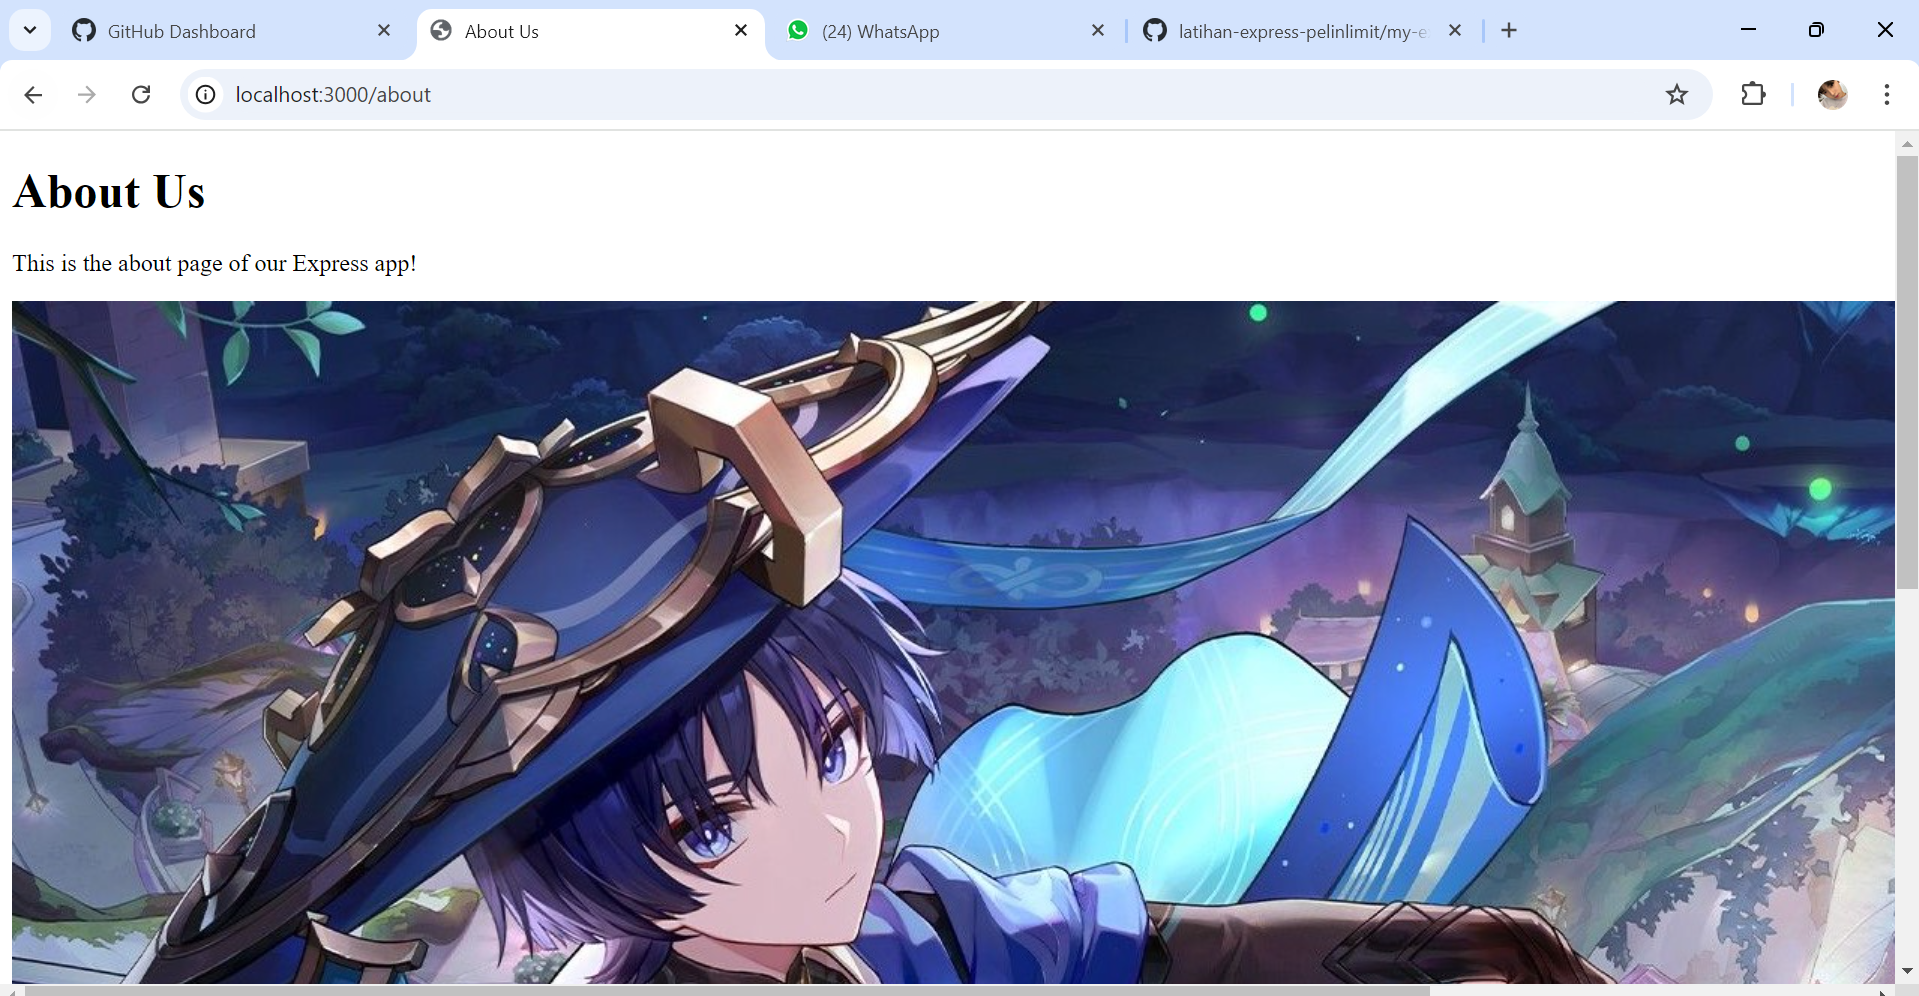 GitHub Dashboard
About Us
(24) WhatsApp
latihan-express-pelinlimit/my-e
localhost:3000/about
About Us
This is the about page of our Express app!